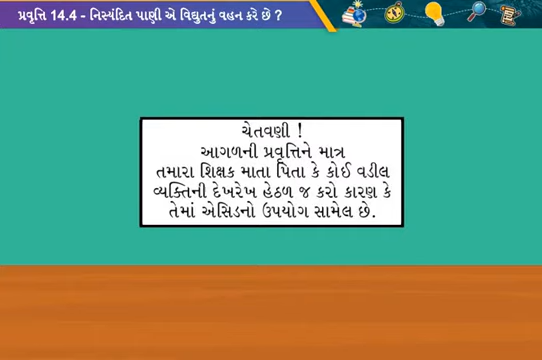 પ્રવૃત્તિ 14.4 - નિસ્યંદિત પાણી એ વિદ્યુતનું વહન કરે છે ?
ચેતવણી !
આગળની પ્રવૃત્તિને માત્ર
તમારા શિક્ષક માતા પિતા કે કોઈ વડીલ
વ્યક્તિની દેખરેખ હેઠળ જ કરો કારણ કે
તેમાં એસિડનો ઉપયોગ સામેલ છે.